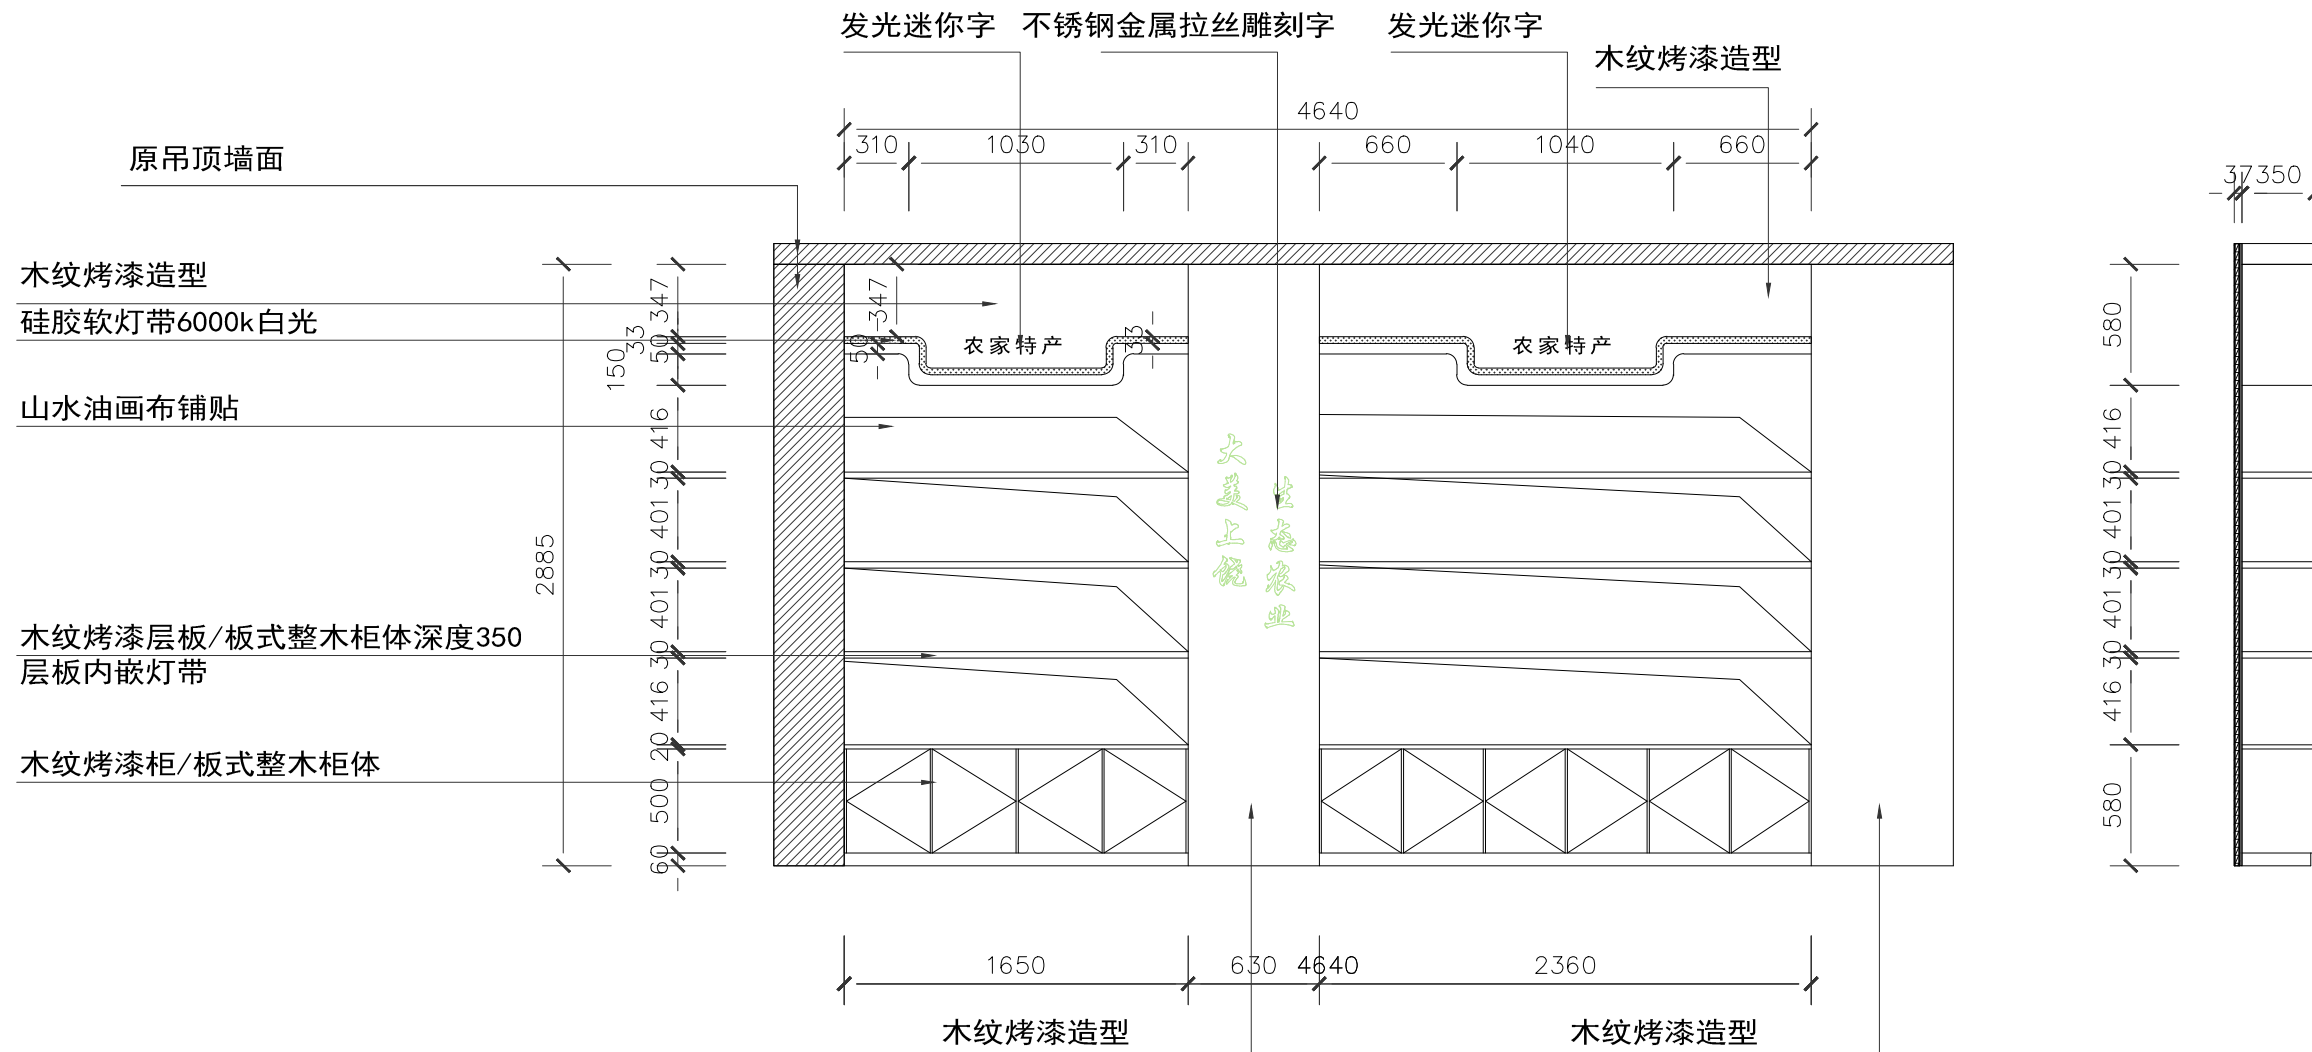 发光迷你字 不锈钢金属拉丝雕刻字 发光迷你字
木纹烤漆造型
4640
310 1030 310 660 1040 660
原吊顶墙面
37 350
木纹烤漆造型
硅胶软灯带6000k白光
山水油画布铺贴
木纹烤漆层板/板式整木柜体深度350
层板内嵌灯带
木纹烤漆柜/板式整木柜体
2885
347
33
50
150
416
30
401
30
401
30
416
20
500
60
347
50
33
农家特产
农家特产
大美上饶
生态农业
580
416
30
401
30
401
30
416
580
1650 630 4640 2360
木纹烤漆造型 木纹烤漆造型